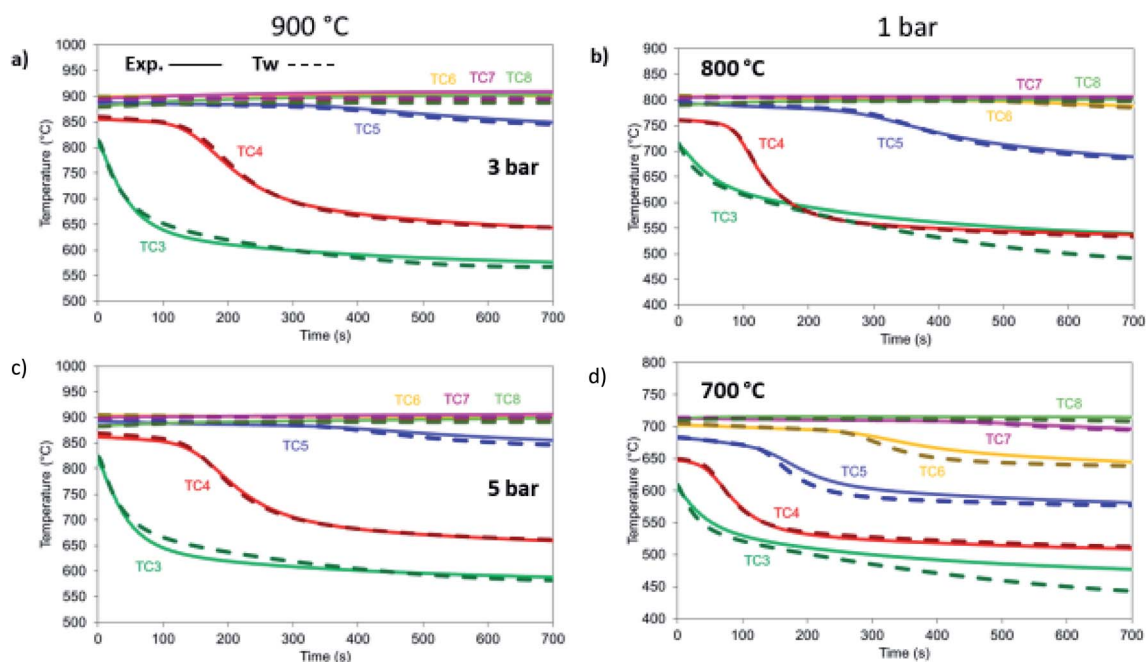 900 °C
1 bar
a)
Exp.
Tw
TC6
TC7
TC8
TC5
TC4
TC3
3 bar
Temperature (°C)
1000
950
900
850
800
750
700
650
600
550
500
0 100 200 300 400 500 600 700
Time (s)
b)
800 °C
TC7
TC8
TC6
TC5
TC4
TC3
Temperature (°C)
900
850
800
750
700
650
600
550
500
450
400
0 100 200 300 400 500 600 700
Time (s)
c)
TC6
TC7
TC8
TC5
TC4
TC3
5 bar
Temperature (°C)
1000
950
900
850
800
750
700
650
600
550
500
0 100 200 300 400 500 600 700
Time (s)
d)
700 °C
TC8
TC7
TC6
TC5
TC4
TC3
Temperature (°C)
800
750
700
650
600
550
500
450
400
0 100 200 300 400 500 600 700
Time (s)